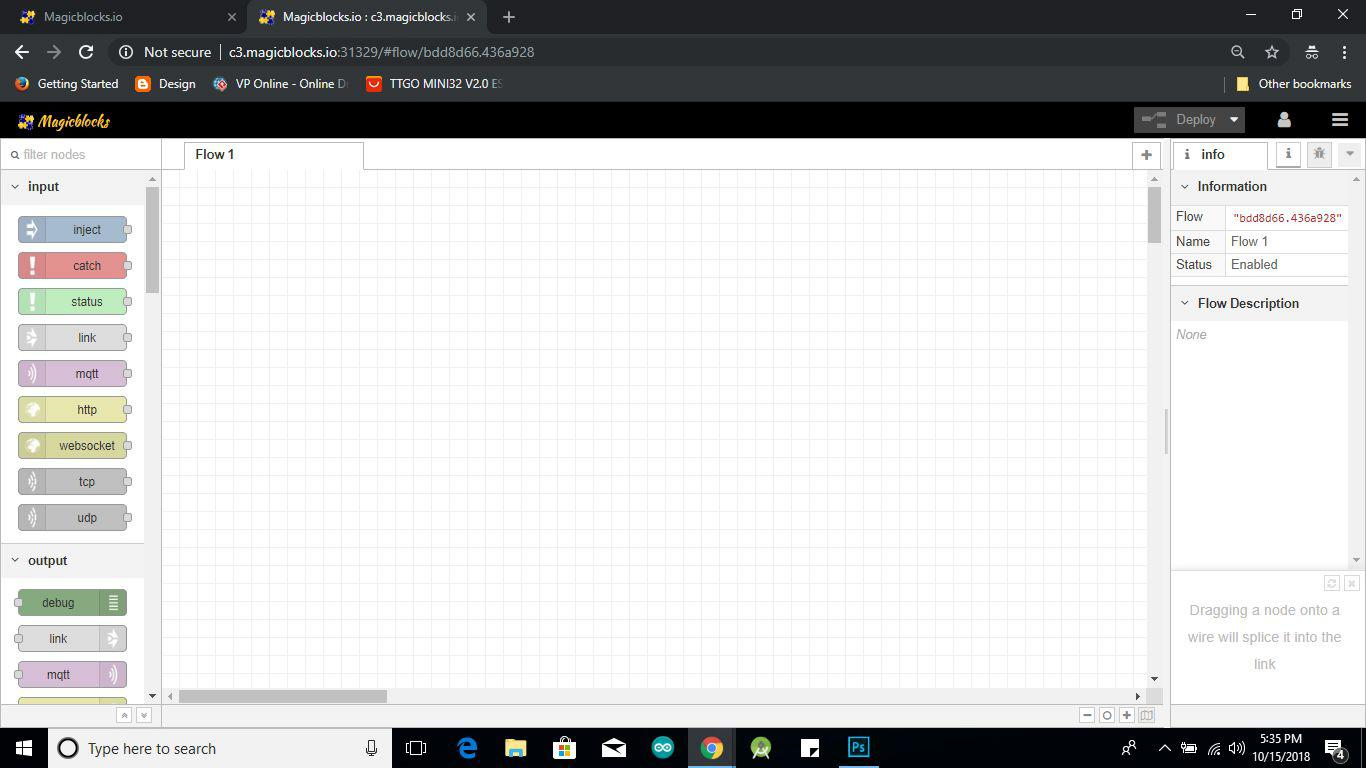 Magicblocks.io
Magicblocks.io : c3.magicblocks.i
Not secure
c3.magicblocks.io:31329/#flow/bdd8d66.436a928
Getting Started
Design
VP Online - Online D
TTGO MINI32 V2.0 ES
Other bookmarks
Magicblocks
Deploy
filter nodes
Flow 1
info
input
inject
catch
status
link
mqtt
http
websocket
tcp
udp
output
debug
link
mqtt
Information
Flow "bdd8d66.436a928"
Name Flow 1
Status Enabled
Flow Description
None
Dragging a node onto a
wire will splice it into the
link
Type here to search
Ps
5:35 PM
10/15/2018
4